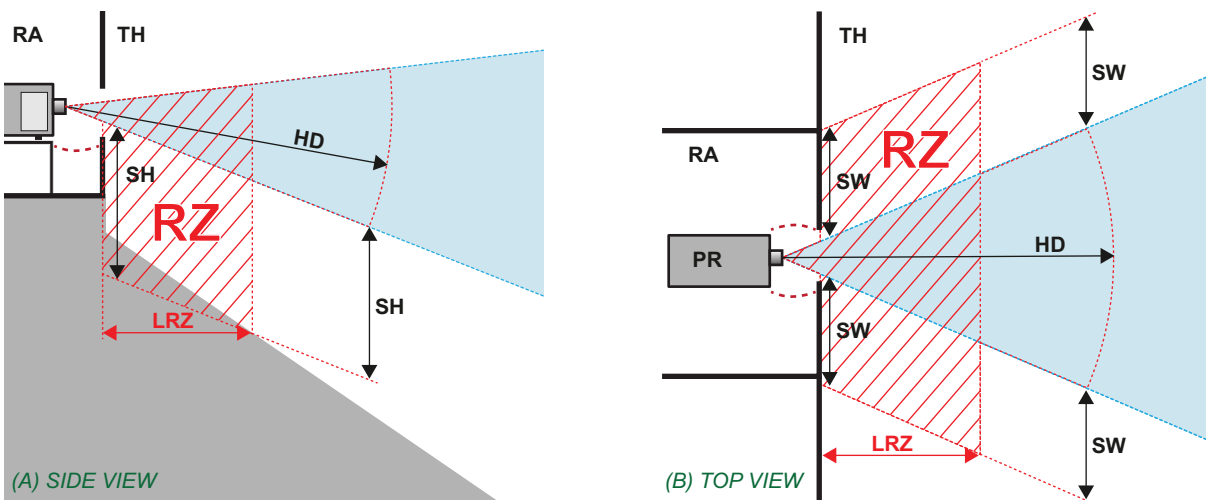 RA
TH
HD
SH
RZ
SH
LRZ
(A) SIDE VIEW
TH
SW
RA
RZ
SW
PR
HD
SW
LRZ
SW
(B) TOP VIEW